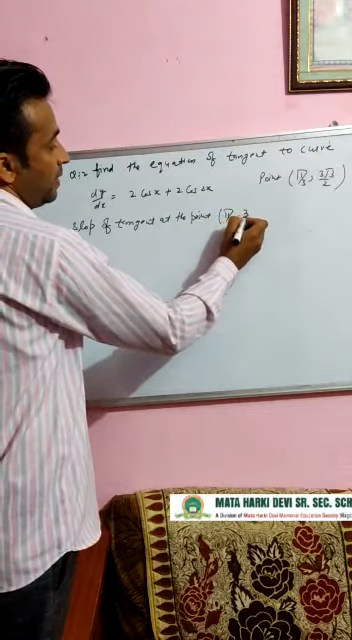 Q:2 find the equation of tangent to curve
dy/dx = 2 Cos x + 2 Cos 2x
Point (π/3, 3√3/2)
Slop of tangent at the point (π, 3
MATA HARKI DEVI SR. SEC. SCH
A Division of Mata Harki Devi Memorial Education Society (Regd